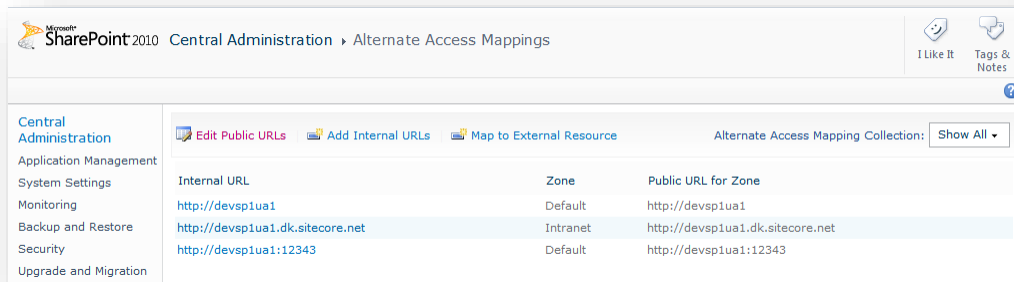 Microsoft®
SharePoint® 2010 Central Administration ▸ Alternate Access Mappings
I Like It
Tags & Notes
Central Administration
Application Management
System Settings
Monitoring
Backup and Restore
Security
Upgrade and Migration
Edit Public URLs Add Internal URLs Map to External Resource Alternate Access Mapping Collection: Show All
Internal URL Zone Public URL for Zone
http://devsp1ua1 Default http://devsp1ua1
http://devsp1ua1.dk.sitecore.net Intranet http://devsp1ua1.dk.sitecore.net
http://devsp1ua1:12343 Default http://devsp1ua1:12343